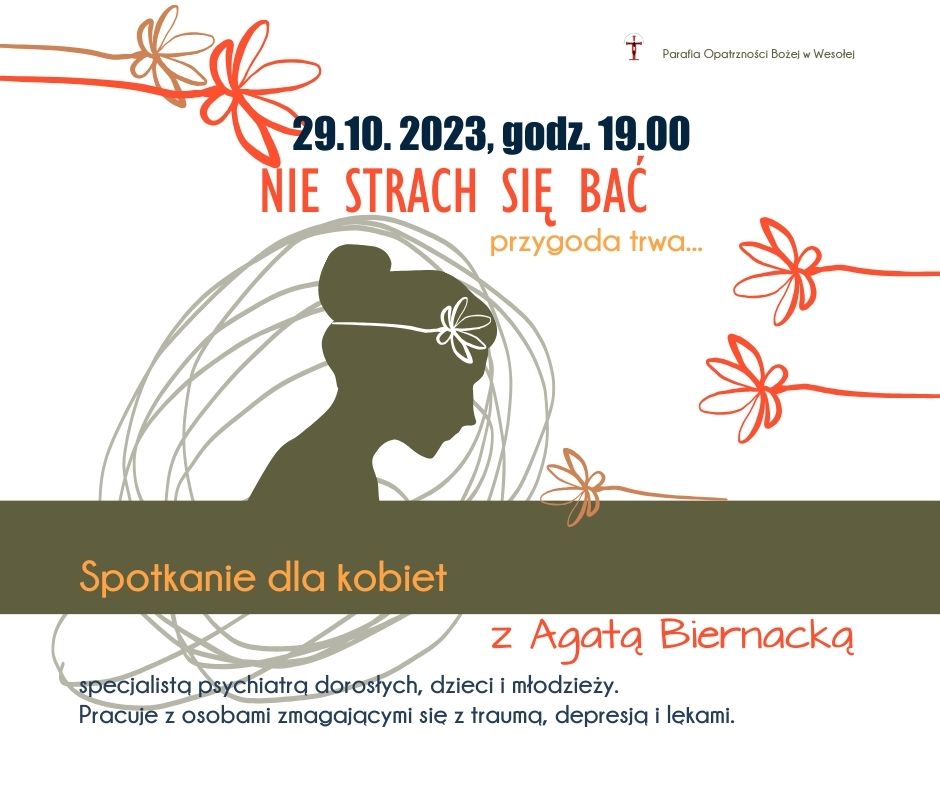 Parafia Opatrzności Bożej w Wesołej
29.10. 2023, godz. 19.00
NIE STRACH SIĘ BAĆ
przygoda trwa...
Spotkanie dla kobiet
z Agatą Biernacką
specjalistą psychiatrą dorosłych, dzieci i młodzieży.
Pracuje z osobami zmagającymi się z traumą, depresją i lękami.